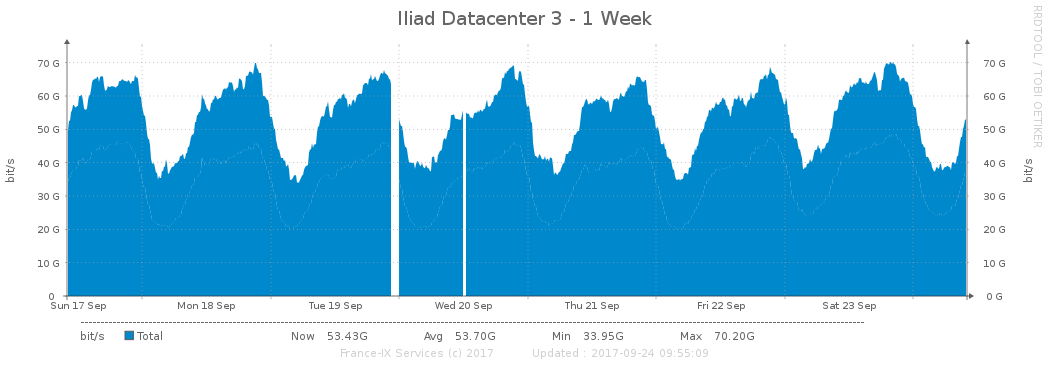 Iliad Datacenter 3 - 1 Week
RRDTOOL / TOBI OETIKER
bit/s
70 G 70 G
60 G 60 G
50 G 50 G
40 G 40 G
30 G 30 G
20 G 20 G
10 G 10 G
0 0 G
bit/s
Sun 17 Sep Mon 18 Sep Tue 19 Sep Wed 20 Sep Thu 21 Sep Fri 22 Sep Sat 23 Sep
bit/s Total Now 53.43G Avg 53.70G Min 33.95G Max 70.20G
France-IX Services (c) 2017 Updated : 2017-09-24 09:55:09